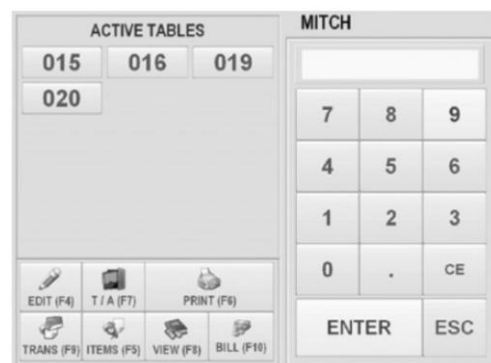 ACTIVE TABLES
015 016 019
020
EDIT (F4) T / A (F7) PRINT (F6)
TRANS (F9) ITEMS (F5) VIEW (F8) BILL (F10)
MITCH
7 8 9
4 5 6
1 2 3
0 . CE
ENTER ESC